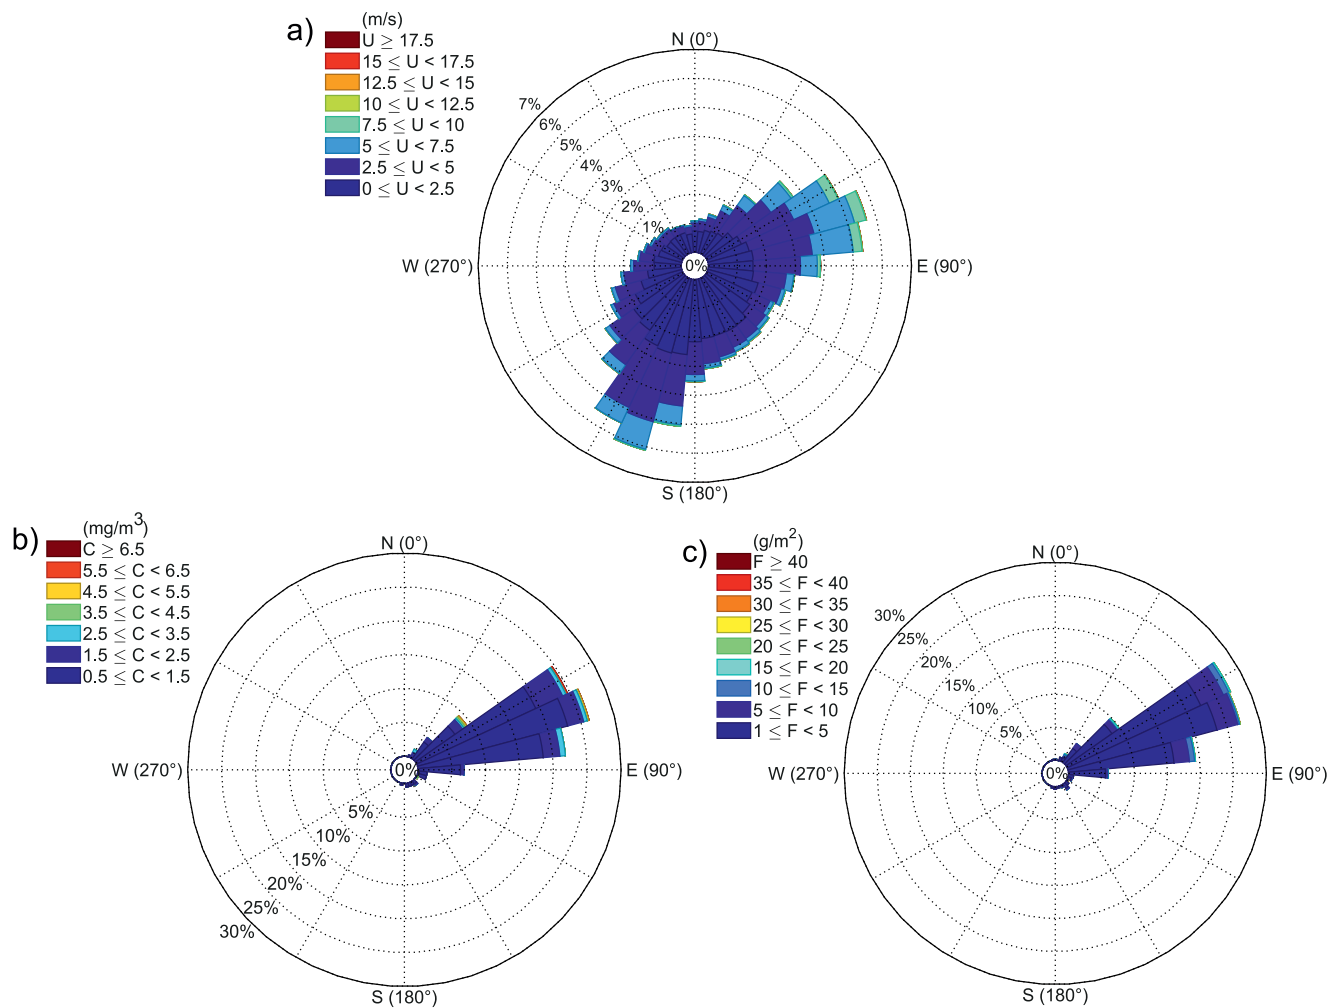 a)
(m/s)
U ≥ 17.5
15 ≤ U < 17.5
12.5 ≤ U < 15
10 ≤ U < 12.5
7.5 ≤ U < 10
5 ≤ U < 7.5
2.5 ≤ U < 5
0 ≤ U < 2.5
N (0°)
7%
6%
5%
4%
3%
2%
1%
0%
W (270°)
E (90°)
S (180°)
b)
(mg/m³)
C ≥ 6.5
5.5 ≤ C < 6.5
4.5 ≤ C < 5.5
3.5 ≤ C < 4.5
2.5 ≤ C < 3.5
1.5 ≤ C < 2.5
0.5 ≤ C < 1.5
N (0°)
W (270°)
0%
E (90°)
5%
10%
15%
20%
25%
30%
S (180°)
c)
(g/m²)
F ≥ 40
35 ≤ F < 40
30 ≤ F < 35
25 ≤ F < 30
20 ≤ F < 25
15 ≤ F < 20
10 ≤ F < 15
5 ≤ F < 10
1 ≤ F < 5
N (0°)
30%
25%
20%
15%
10%
5%
0%
W (270°)
E (90°)
S (180°)